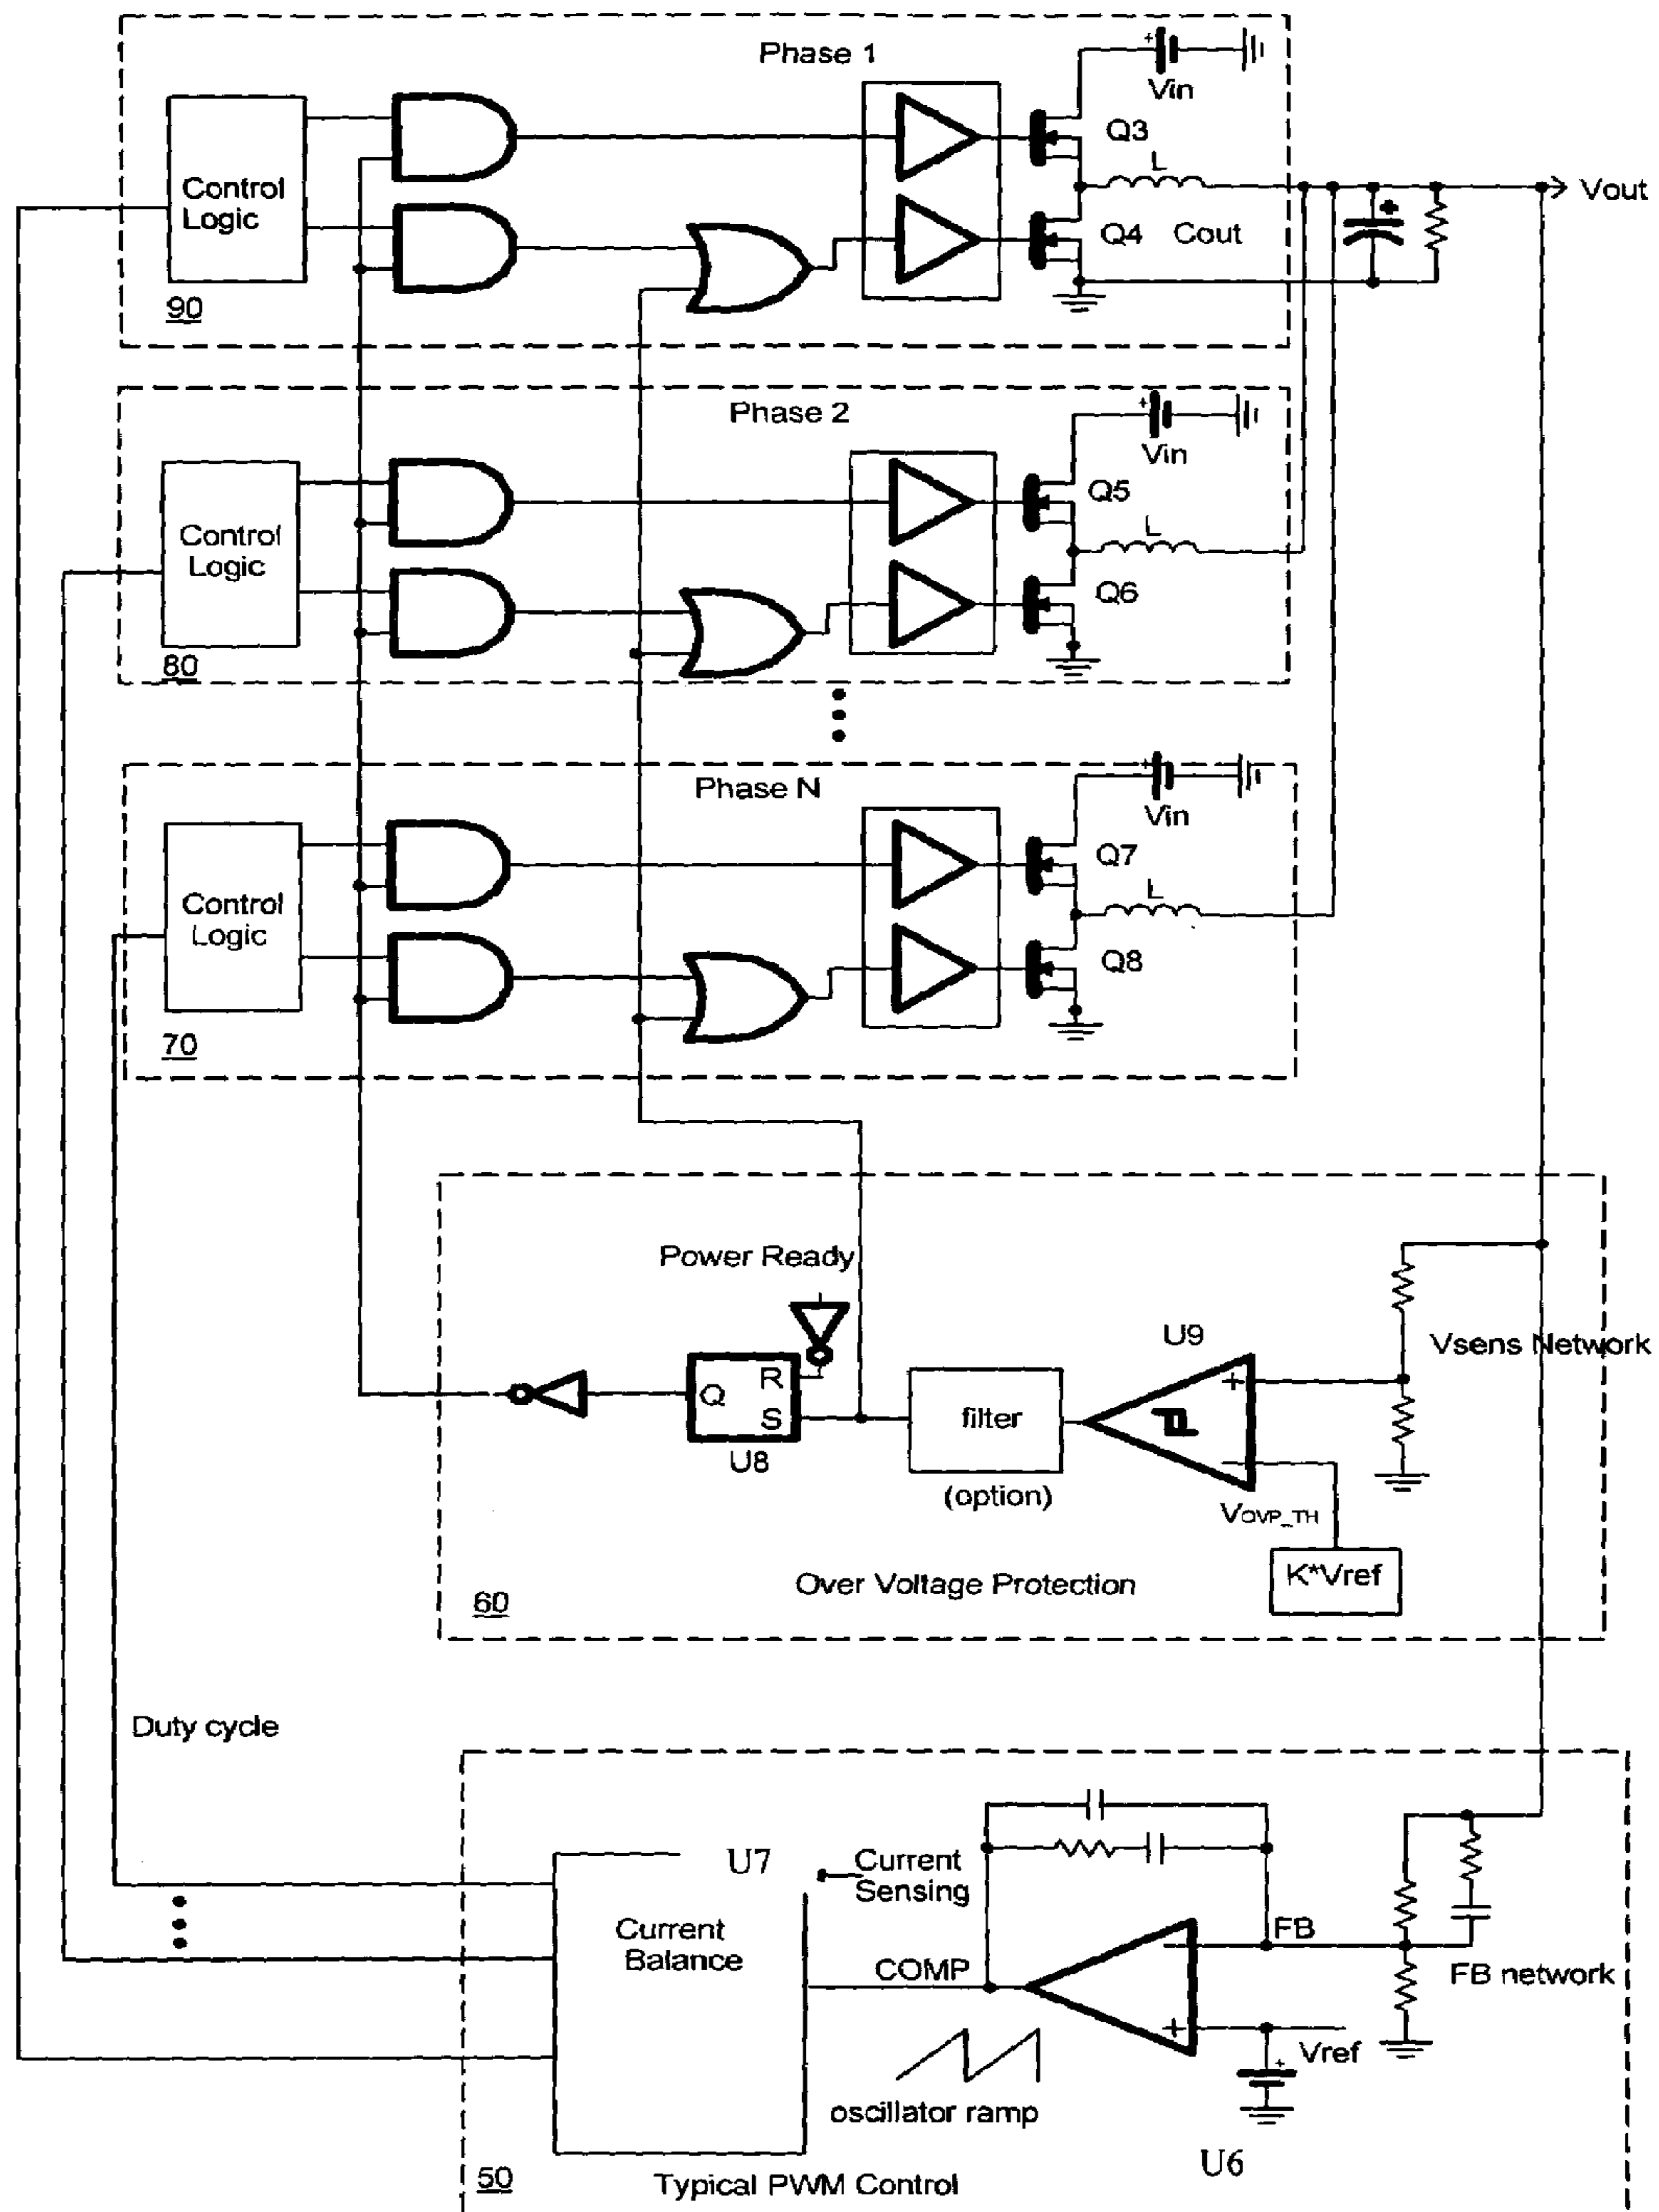 Phase 1
+
Vin
Control
Logic
Q3
L
Vout
+
Q4
Cout
90
Phase 2
+
Vin
Control
Logic
Q5
L
Q6
80
Phase N
+
Vin
Control
Logic
Q7
L
Q8
70
Power Ready
U9
Vsens Network
+
R
Q
S
filter
U8
(option)
−
VOVP_TH
K*Vref
Over Voltage Protection
60
Duty cycle
U7
Current
Sensing
Current
Balance
FB
−
COMP
FB network
+
Vref
+
oscillator ramp
U6
50
Typical PWM Control